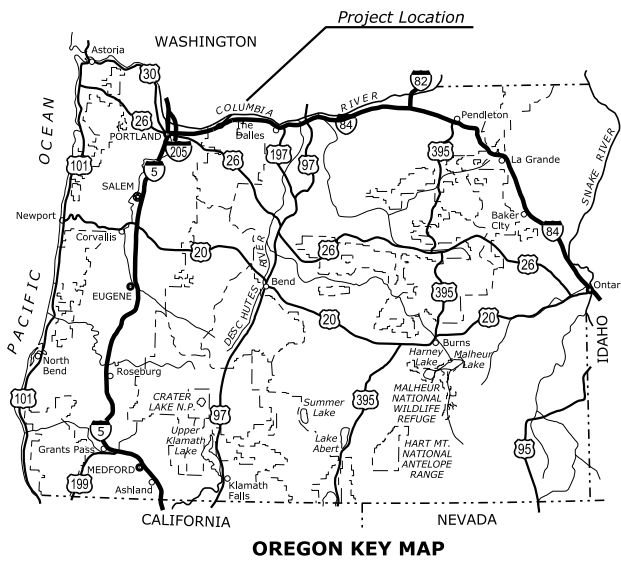 Project Location
WASHINGTON
Astoria
30
82
COLUMBIA
RIVER
OCEAN
26
PORTLAND
The
Dalles
84
Pendleton
205
197
97
395
La Grande
101
5
26
SNAKE RIVER
SALEM
Newport
Baker
City
Corvallis
84
20
RIVER
26
26
Bend
Ontar
EUGENE
395
PACIFIC
DESCHUTES
20
20
IDAHO
Burns
North
Bend
Harney
Lake
Malheur
Lake
Roseburg
101
CRATER
LAKE N.P.
Summer
Lake
395
MALHEUR
NATIONAL
WILDLIFE
REFUGE
97
5
Upper
Klamath
Lake
Lake
Abert
HART MT.
NATIONAL
ANTELOPE
RANGE
95
Grants Pass
MEDFORD
199
Ashland
Klamath
Falls
CALIFORNIA
NEVADA
OREGON KEY MAP